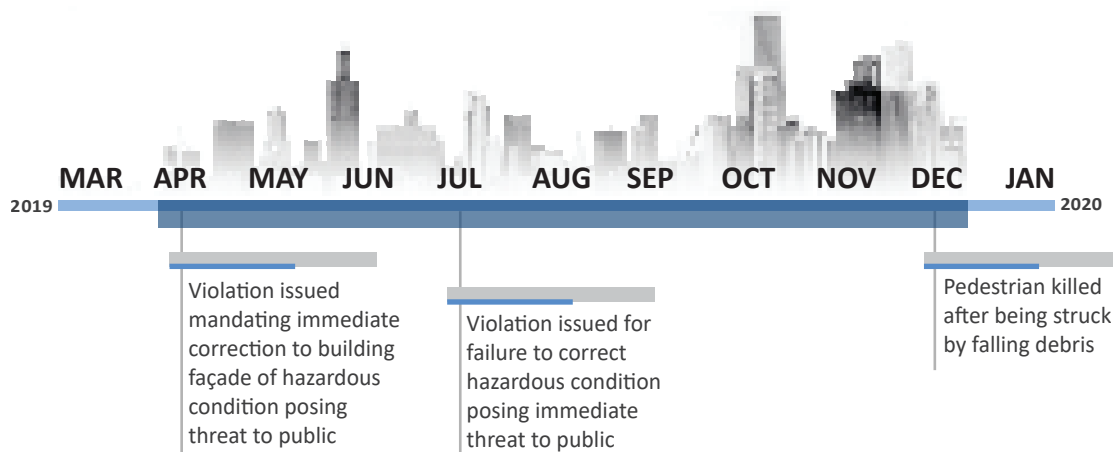 MAR APR MAY JUN JUL AUG SEP OCT NOV DEC JAN
2019 2020
Violation issued
mandating immediate
correction to building
façade of hazardous
condition posing
threat to public
Violation issued for
failure to correct
hazardous condition
posing immediate
threat to public
Pedestrian killed
after being struck
by falling debris